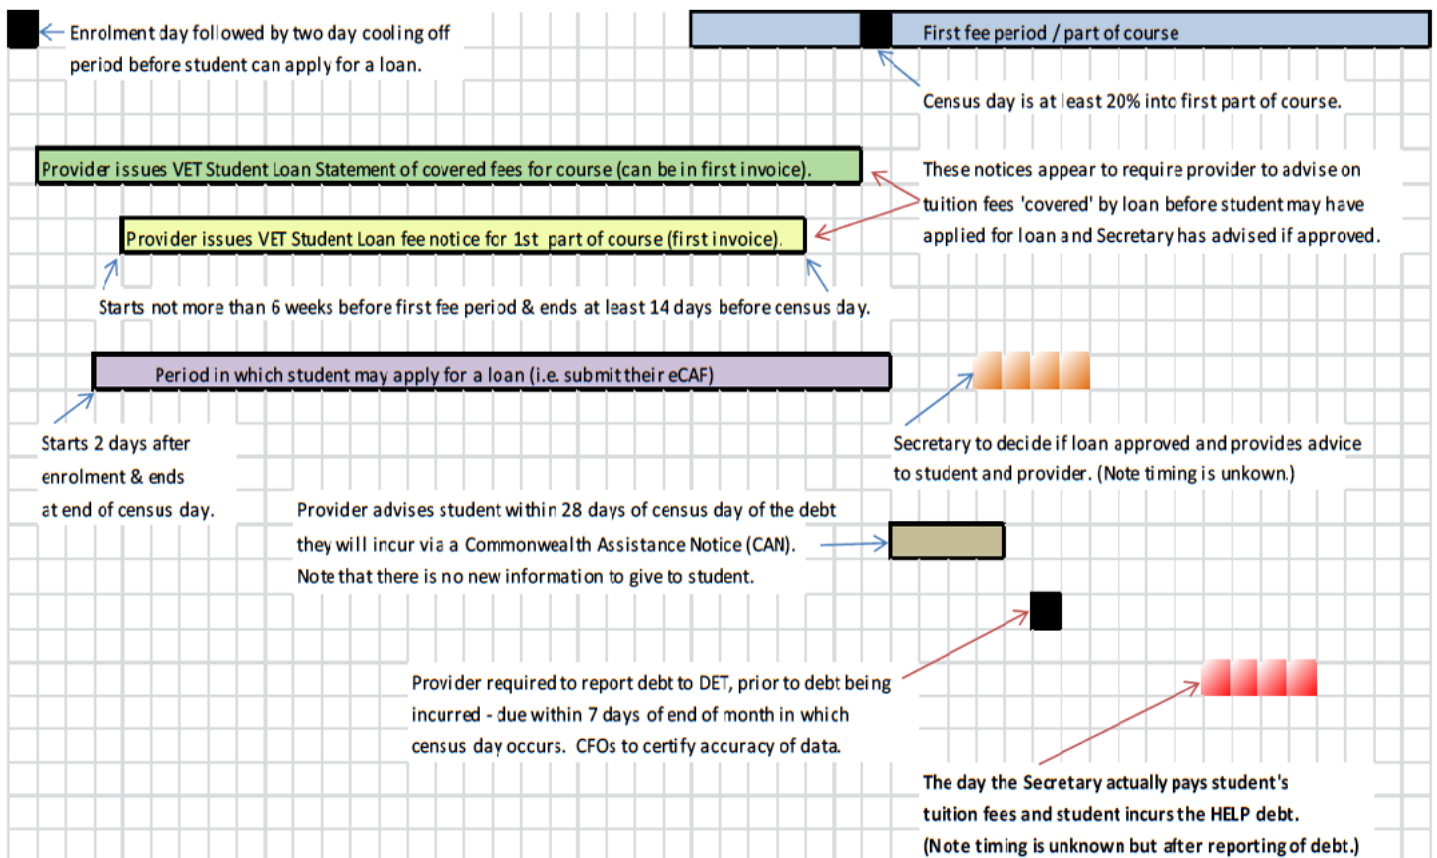 Enrolment day followed by two day cooling off
period before student can apply for a loan.
First fee period / part of course
Census day is at least 20% into first part of course.
Provider issues VET Student Loan Statement of covered fees for course (can be in first invoice).
These notices appear to require provider to advise on
tuition fees 'covered' by loan before student may have
applied for loan and Secretary has advised if approved.
Provider issues VET Student Loan fee notice for 1st part of course (first invoice).
Starts not more than 6 weeks before first fee period & ends at least 14 days before census day.
Period in which student may apply for a loan (i.e. submit their eCAF)
Starts 2 days after
enrolment & ends
at end of census day.
Secretary to decide if loan approved and provides advice
to student and provider. (Note timing is unkown.)
Provider advises student within 28 days of census day of the debt
they will incur via a Commonwealth Assistance Notice (CAN).
Note that there is no new information to give to student.
Provider required to report debt to DET, prior to debt being
incurred - due within 7 days of end of month in which
census day occurs. CFOs to certify accuracy of data.
The day the Secretary actually pays student's
tuition fees and student incurs the HELP debt.
(Note timing is unknown but after reporting of debt.)